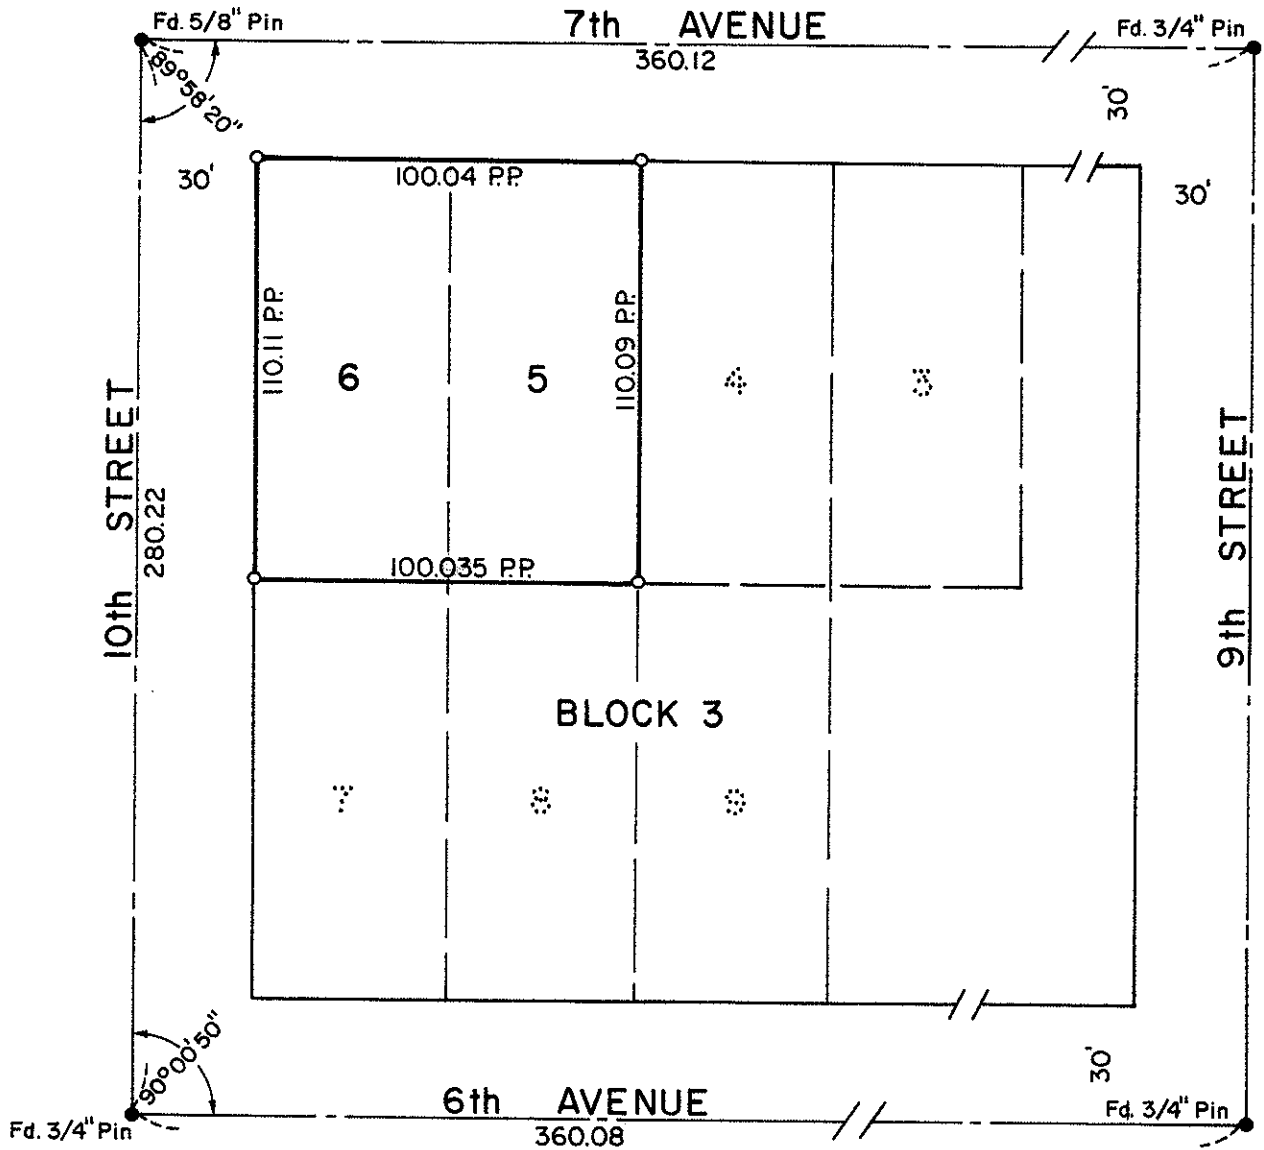 Fd. 5/8" Pin
7th AVENUE
Fd. 3/4" Pin
360.12
89°58'20"
30'
30'
100.04 P.P.
30'
110.11 P.P.
110.09 P.P.
6
5
4
3
10th STREET
280.22
9th STREET
100.035 P.P.
BLOCK 3
7
8
9
90°00'50"
30'
6th AVENUE
Fd. 3/4" Pin
Fd. 3/4" Pin
360.08